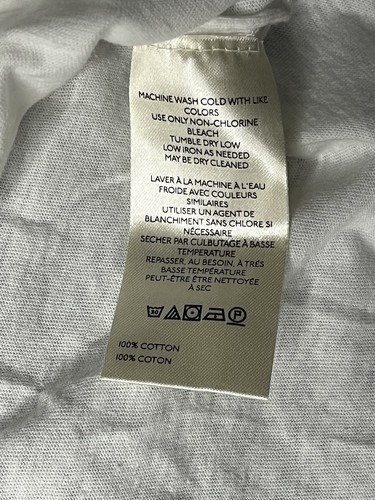 MACHINE WASH COLD WITH LIKE
COLORS
USE ONLY NON-CHLORINE
BLEACH
TUMBLE DRY LOW
LOW IRON AS NEEDED
MAY BE DRY CLEANED
LAVER À LA MACHINE À L'EAU
FROIDE AVEC COULEURS
SIMILAIRES
UTILISER UN AGENT DE
BLANCHIMENT SANS CHLORE SI
NÉCESSAIRE
SECHER PAR CULBUTAGE À BASSE
TEMPERATURE
REPASSER, AU BESOIN, À TRÉS
BASSE TEMPÉRATURE
PEUT-ÊTRE ÊTRE NETTOYÉE
À SEC
P
100% COTTON
100% COTON